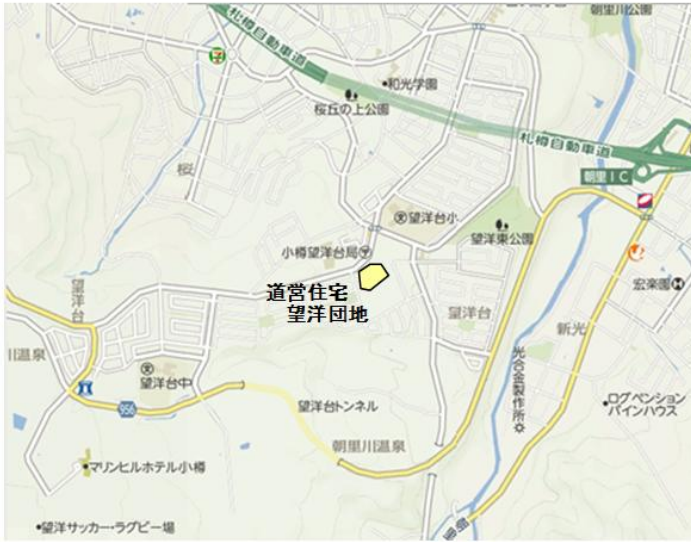 朝里川公園
札樽自動車道
和光学園
桜丘の上公園
札樽自動車道
朝里IC
桜
望洋台小
望洋東公園
小樽望洋台局
宏楽園
道営住宅
望洋団地
望洋台
望洋台
新光
川温泉
光合金製作所
望洋台中
956
望洋台トンネル
ログペンション
パインハウス
朝里川温泉
マリンヒルホテル小樽
望洋サッカー・ラグビー場
朝里